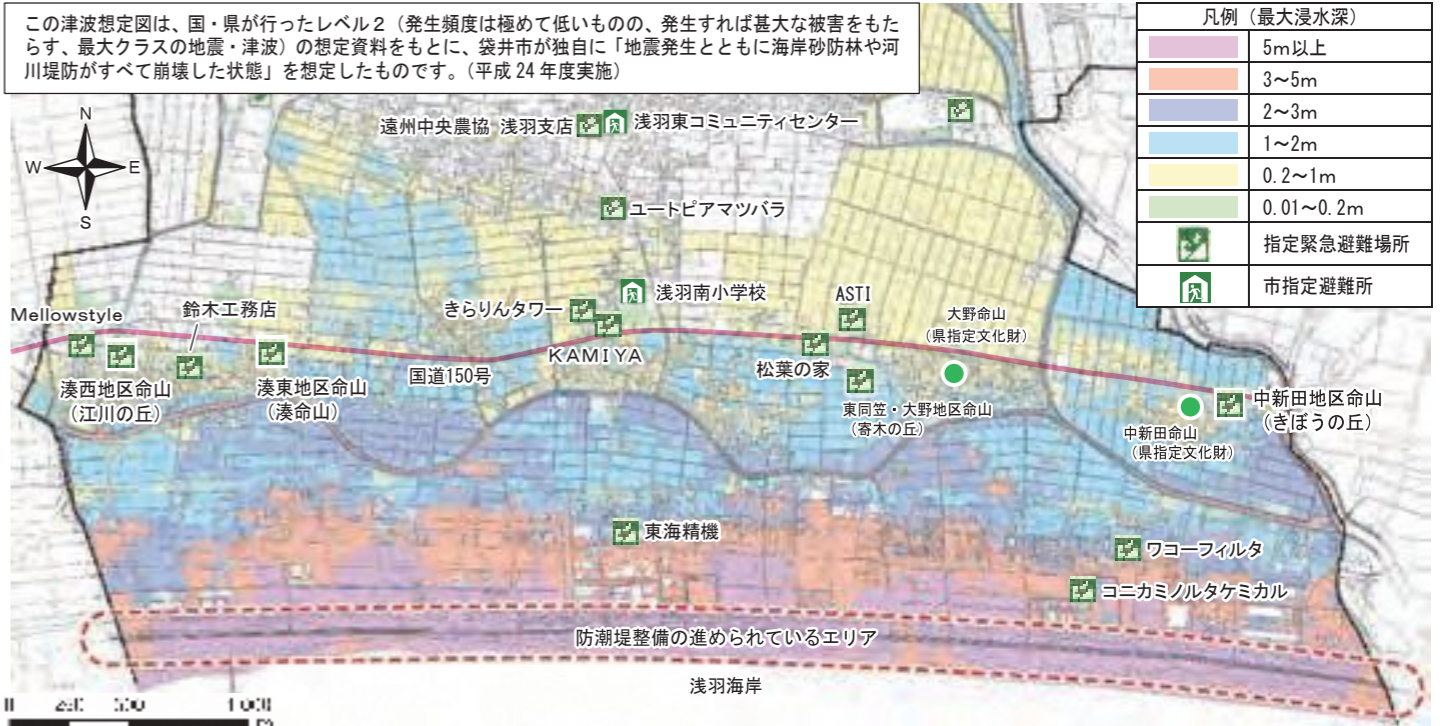 この津波想定図は、国・県が行ったレベル２（発生頻度は極めて低いものの、発生すれば甚大な被害をもた
らす、最大クラスの地震・津波）の想定資料をもとに、袋井市が独自に「地震発生とともに海岸砂防林や河
川堤防がすべて崩壊した状態」を想定したものです。（平成 24 年度実施）
凡例（最大浸水深）
5m以上
3～5m
2～3m
1～2m
0.2～1m
0.01～0.2m
指定緊急避難場所
市指定避難所
N
W
E
S
遠州中央農協 浅羽支店
浅羽東コミュニティセンター
ユートピアマツバラ
浅羽南小学校
きらりんタワー
KAMIYA
Mellowstyle
鈴木工務店
湊西地区命山
（江川の丘）
湊東地区命山
（湊命山）
国道150号
ASTI
松葉の家
大野命山
（県指定文化財）
東同笠・大野地区命山
（寄木の丘）
中新田命山
（県指定文化財）
中新田地区命山
（きぼうの丘）
東海精機
ワコーフィルタ
コニカミノルタケミカル
防潮堤整備の進められているエリア
浅羽海岸